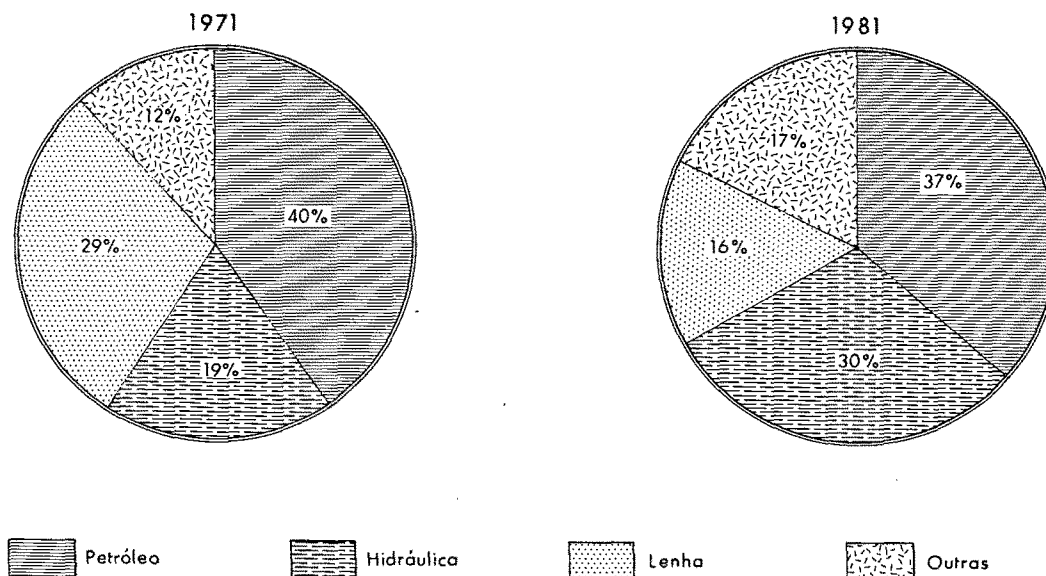 1971
12%
40%
29%
19%
1981
17%
37%
16%
30%
Petróleo
Hidráulica
Lenha
Outras